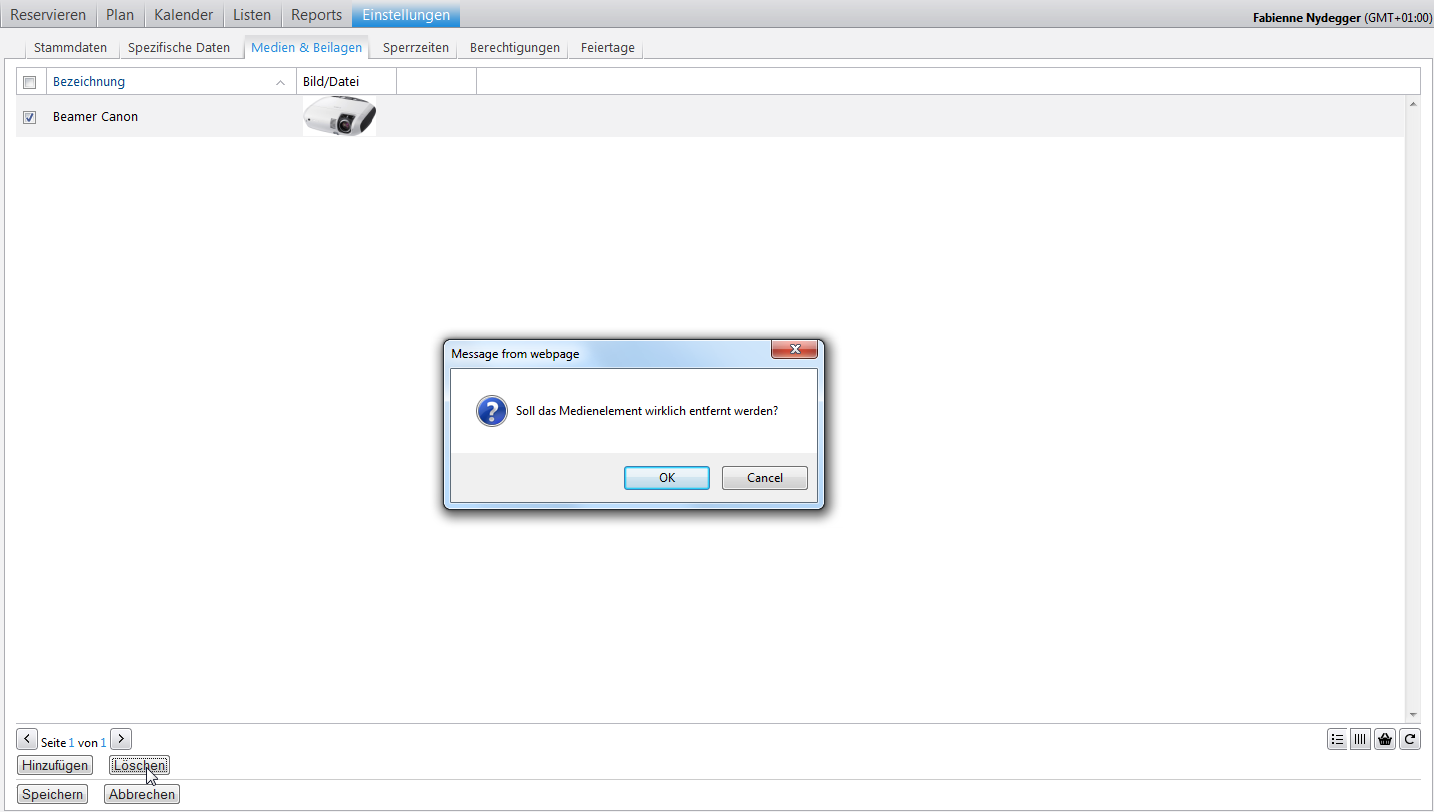 Reservieren Plan Kalender Listen Reports Einstellungen Fabienne Nydegger (GMT+01:00)
Stammdaten Spezifische Daten Medien & Beilagen Sperrzeiten Berechtigungen Feiertage
Bezeichnung Bild/Datei
Beamer Canon
Message from webpage
Soll das Medienelement wirklich entfernt werden?
OK Cancel
Seite 1 von 1
Hinzufügen Löschen
Speichern Abbrechen